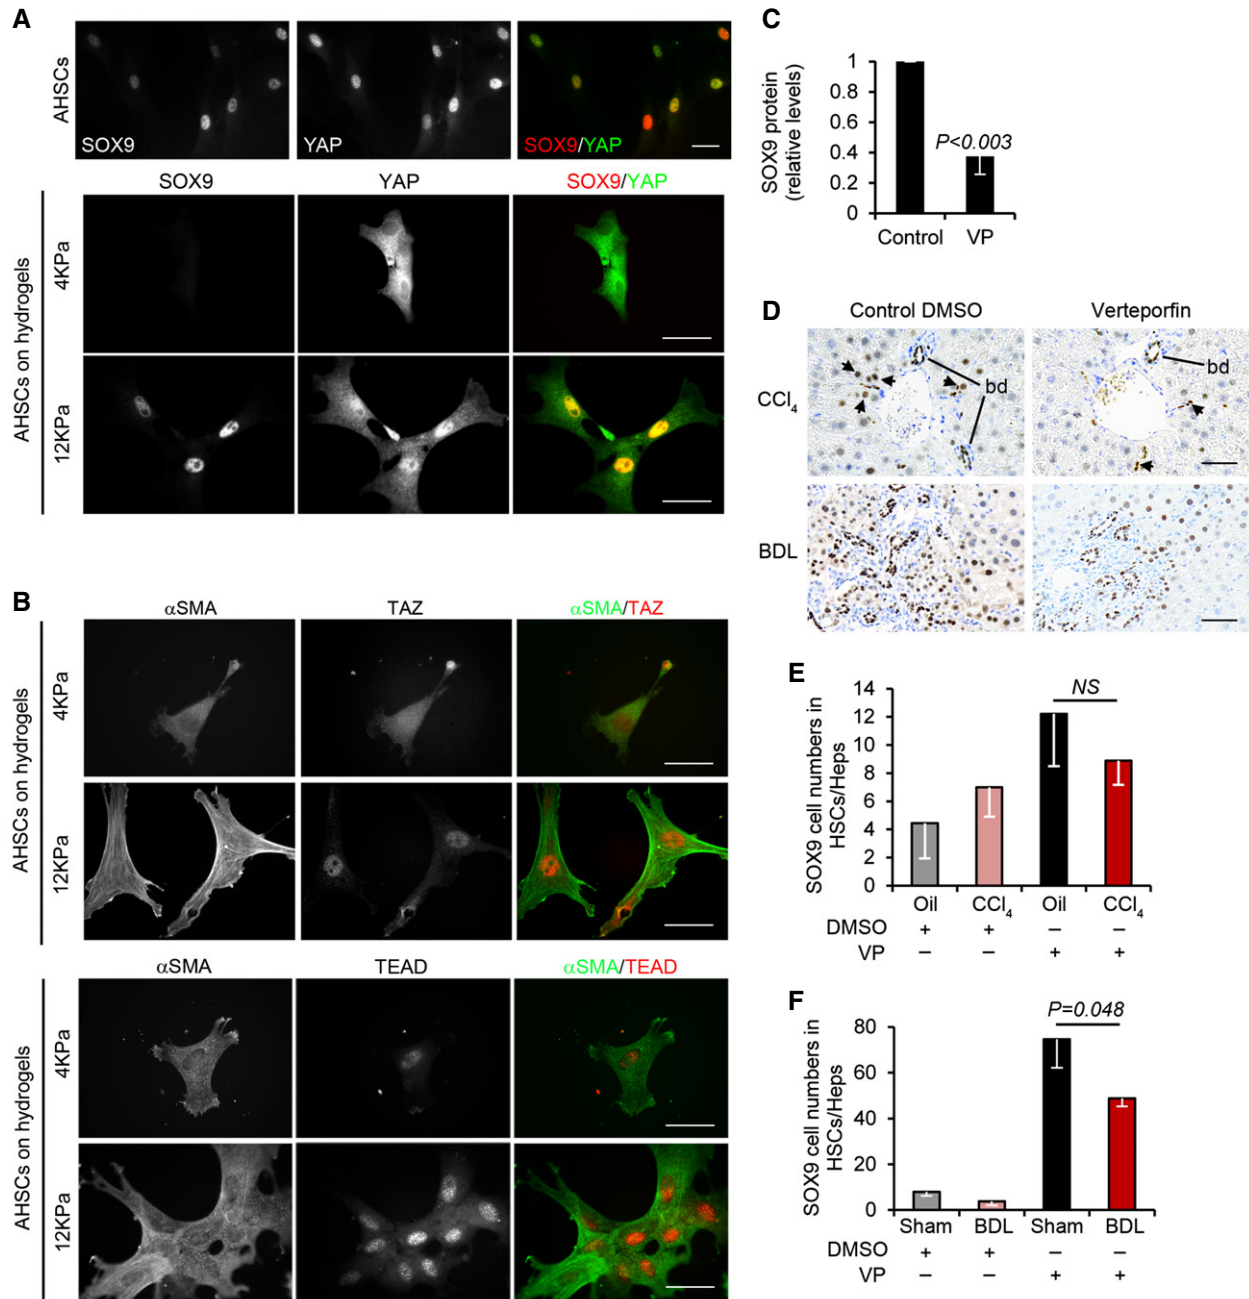 A
AHSCs
SOX9
YAP
SOX9/YAP
SOX9 YAP SOX9/YAP
AHSCs on hydrogels
4KPa
12KPa
B
αSMA TAZ αSMA/TAZ
AHSCs on hydrogels
4KPa
12KPa
αSMA TEAD αSMA/TEAD
AHSCs on hydrogels
4KPa
12KPa
C
SOX9 protein
(relative levels)
1
0.8
0.6
0.4
0.2
0
P<0.003
Control VP
D
Control DMSO Verteporfin
CCl₄
bd
bd
BDL
E
SOX9 cell numbers in
HSCs/Heps
14
12
10
8
6
4
2
0
NS
Oil CCl₄ Oil CCl₄
DMSO + + – –
VP – – + +
F
SOX9 cell numbers in
HSCs/Heps
80
60
40
20
0
P=0.048
Sham BDL Sham BDL
DMSO + + – –
VP – – + +